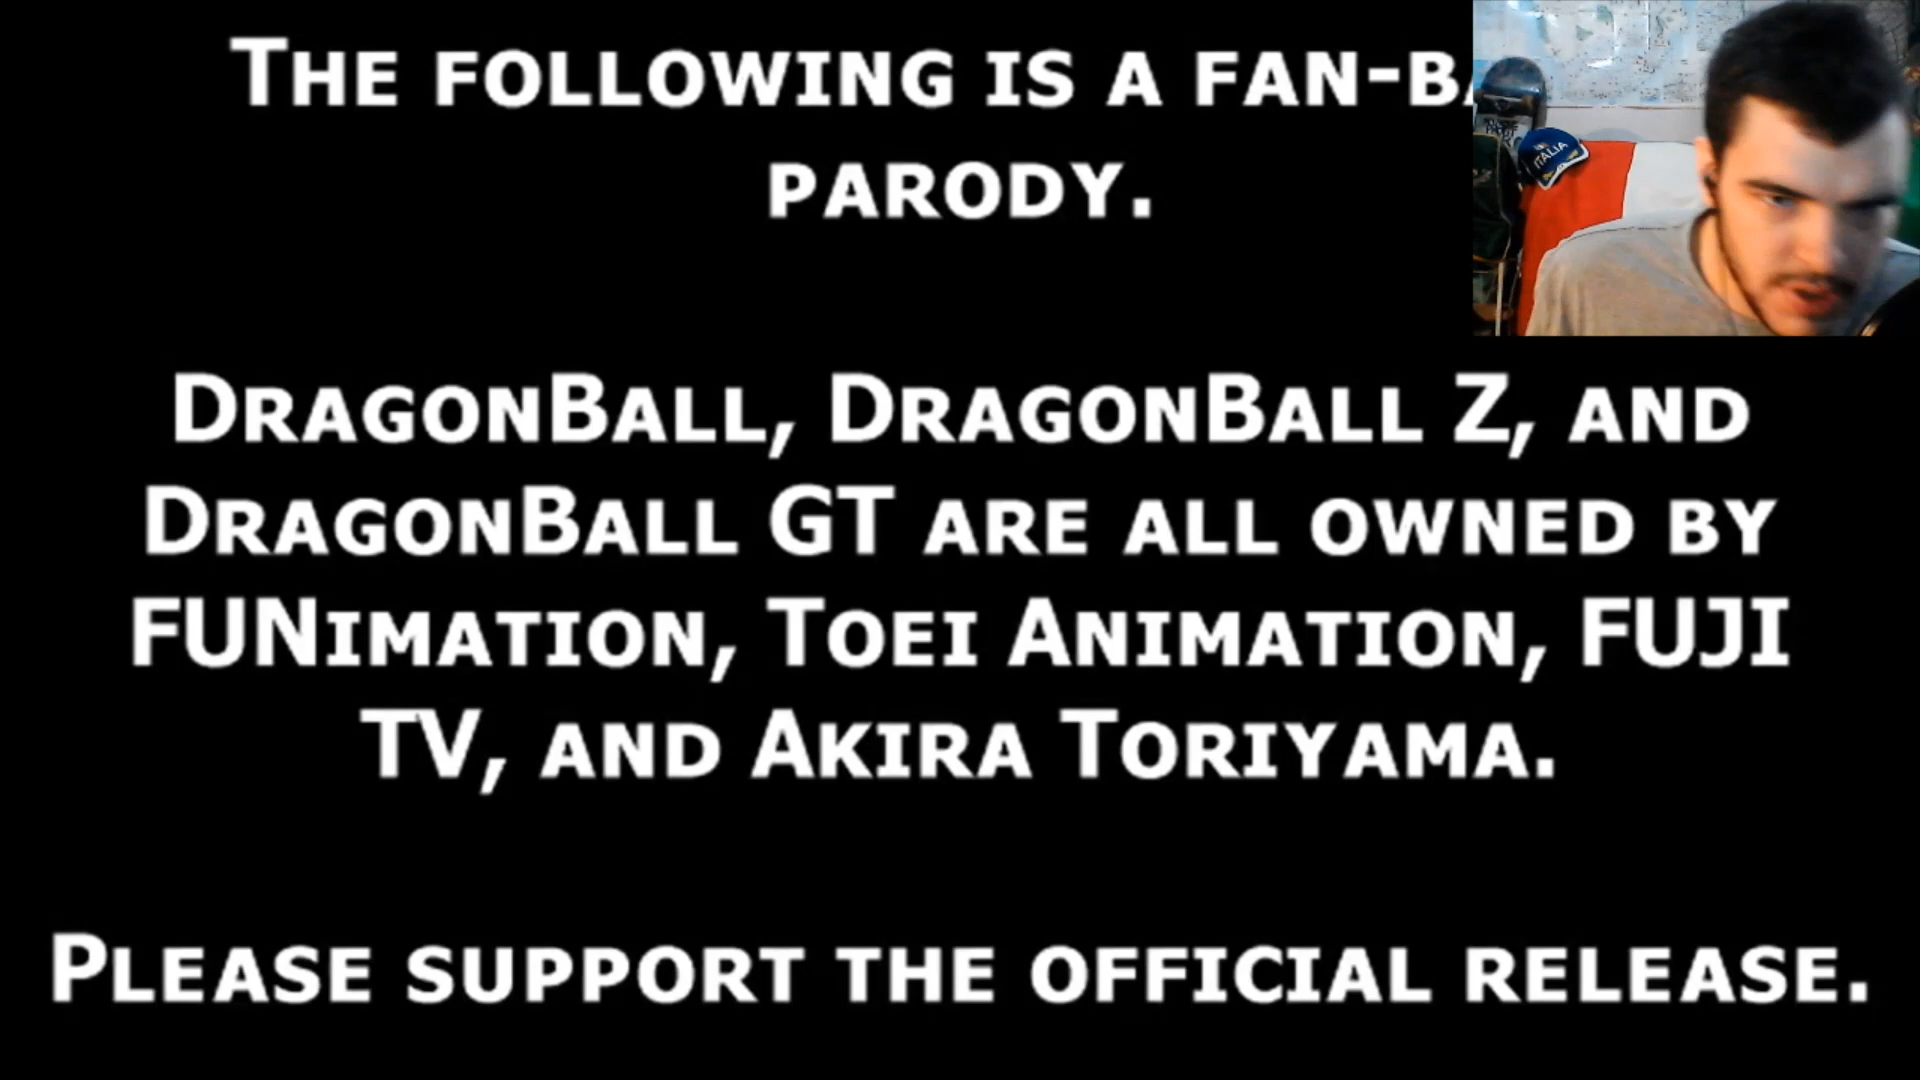 THE FOLLOWING IS A FAN-BA
PARODY.
DRAGONBALL, DRAGONBALL Z, AND
DRAGONBALL GT ARE ALL OWNED BY
FUNIMATION, TOEI ANIMATION, FUJI
TV, AND AKIRA TORIYAMA.
PLEASE SUPPORT THE OFFICIAL RELEASE.
ITALIA